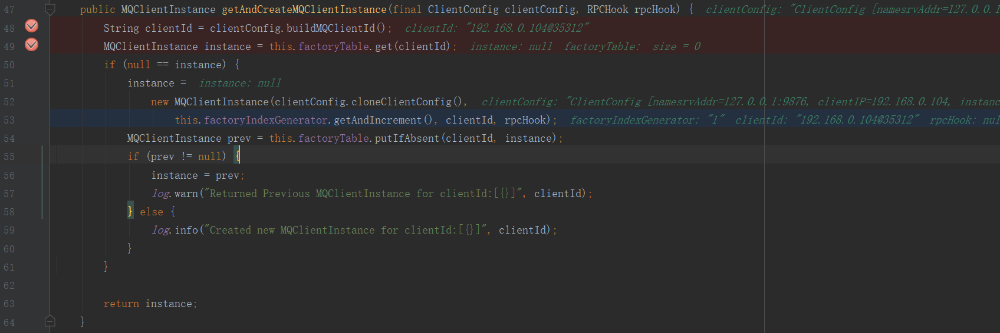 47 public MQClientInstance getAndCreateMQClientInstance(final ClientConfig clientConfig, RPCHook rpcHook) { clientConfig: "ClientConfig [namesrvAddr=127.0.0.1
48 String clientId = clientConfig.buildMQClientId(); clientId: "192.168.0.104@35312"
49 MQClientInstance instance = this.factoryTable.get(clientId); instance: null factoryTable: size = 0
50 if (null == instance) {
51 instance = instance: null
52 new MQClientInstance(clientConfig.cloneClientConfig(), clientConfig: "ClientConfig [namesrvAddr=127.0.0.1:9876, clientIP=192.168.0.104, instanc
53 this.factoryIndexGenerator.getAndIncrement(), clientId, rpcHook); factoryIndexGenerator: "1" clientId: "192.168.0.104@35312" rpcHook: nul
54 MQClientInstance prev = this.factoryTable.putIfAbsent(clientId, instance);
55 if (prev != null) {
56 instance = prev;
57 log.warn("Returned Previous MQClientInstance for clientId:[{}]", clientId);
58 } else {
59 log.info("Created new MQClientInstance for clientId:[{}]", clientId);
60 }
61 }
62
63 return instance;
64 }